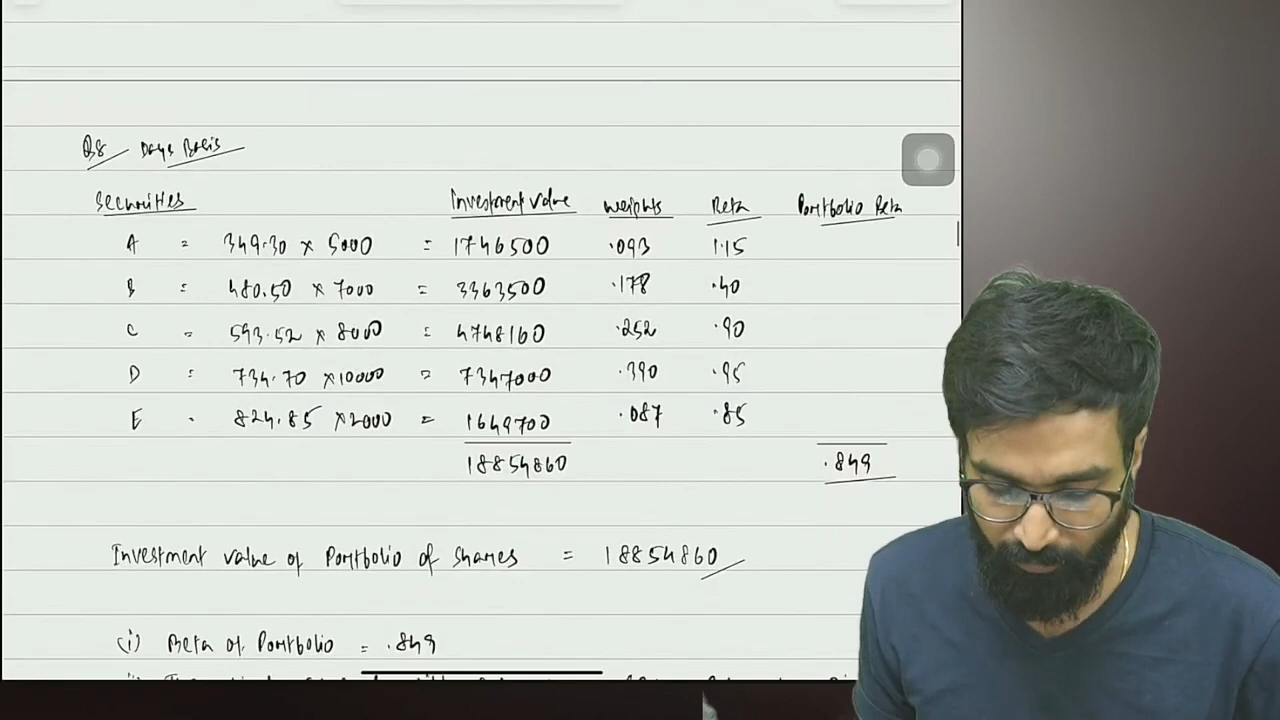 Q8 Days Basis
Securities Investment value weights Beta Portfolio Beta
A = 349.30 × 5000 = 1746500 .093 1.15
B = 480.50 × 7000 = 3363500 .178 .40
C = 593.52 × 8000 = 4748160 .252 .90
D = 734.70 × 10000 = 7347000 .390 .95
E = 824.85 × 2000 = 1649700 .087 .85
18854860 .849
Investment value of Portfolio of shares = 18854860
(i) Beta of Portfolio = .849